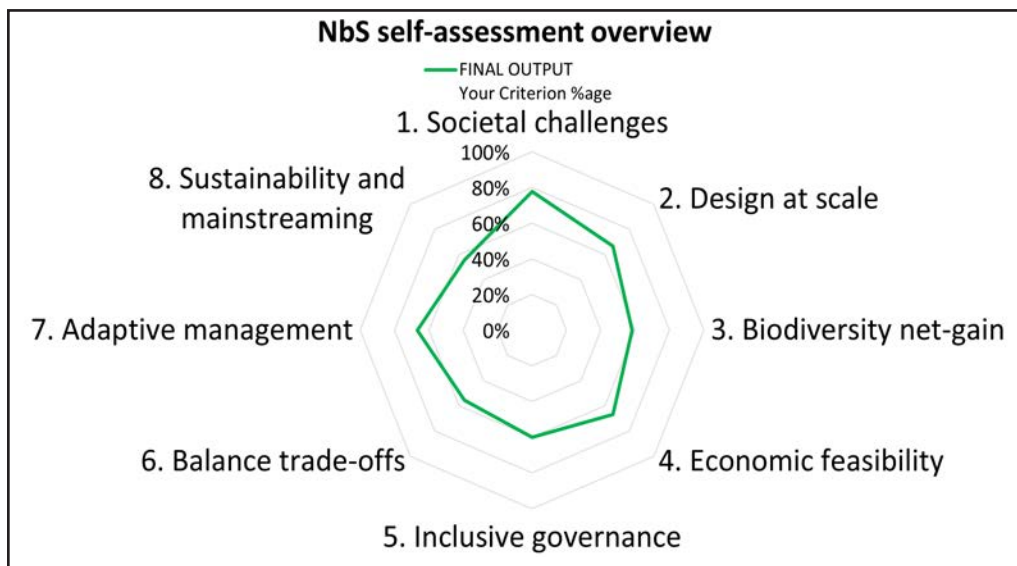 NbS self-assessment overview
FINAL OUTPUT
Your Criterion %age
1. Societal challenges
100%
8. Sustainability and
mainstreaming
80%
2. Design at scale
60%
40%
20%
7. Adaptive management
0%
3. Biodiversity net-gain
6. Balance trade-offs
4. Economic feasibility
5. Inclusive governance